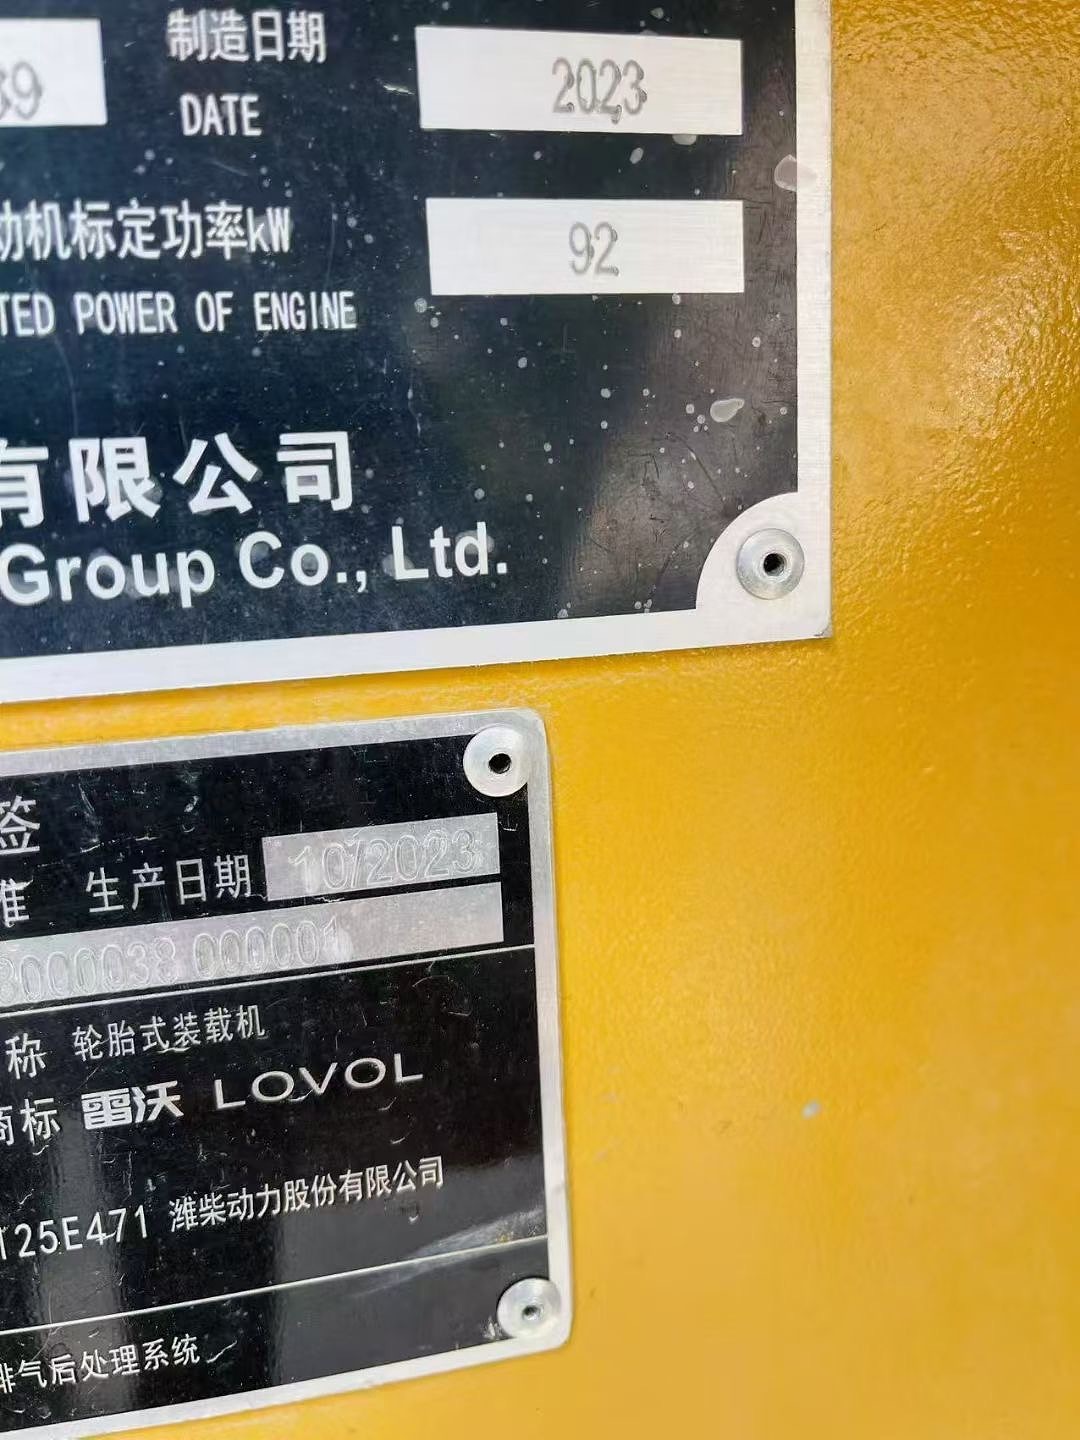 制造日期
39
2023
DATE
动机标定功率kW
92
TED POWER OF ENGINE
有限公司
Group Co., Ltd.
签
准 生产日期 10/2023
8000038 000001
称 轮胎式装载机
商标 雷沃 LOVOL
T25E471 潍柴动力股份有限公司
排气后处理系统